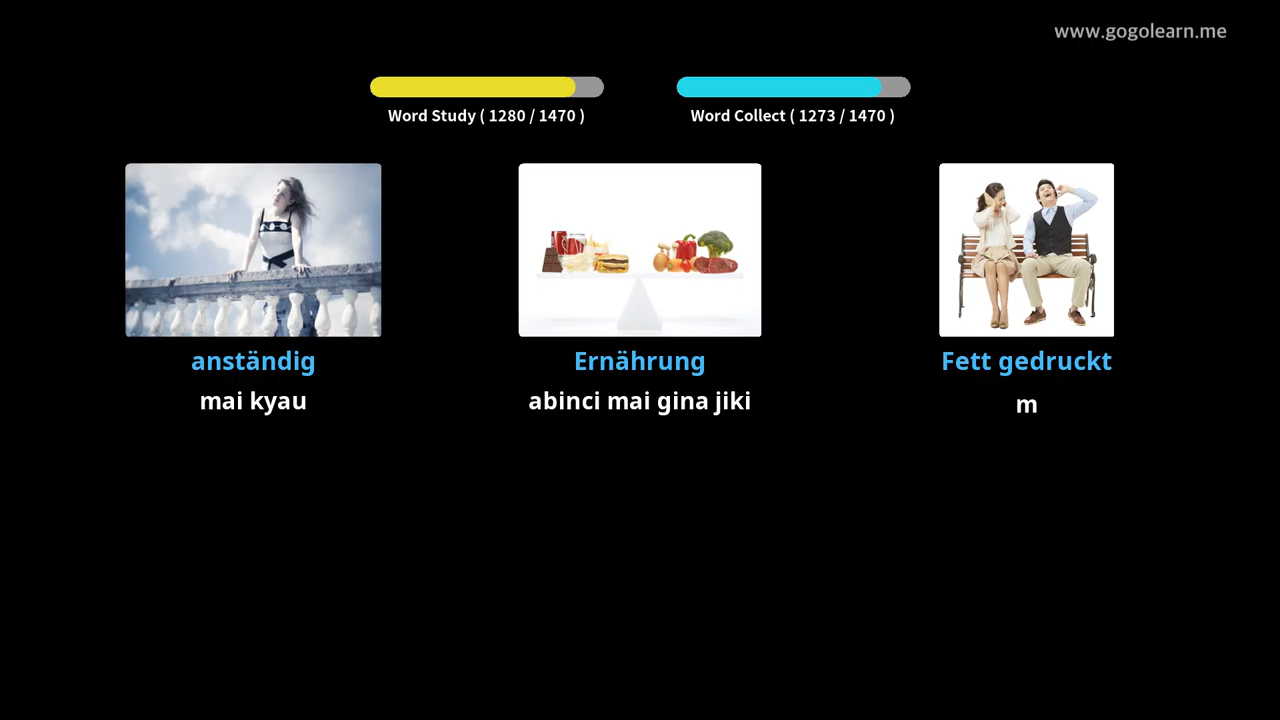 www.gogolearn.me
Word Study ( 1280 / 1470 )
Word Collect ( 1273 / 1470 )
anständig
mai kyau
Ernährung
abinci mai gina jiki
Fett gedruckt
m